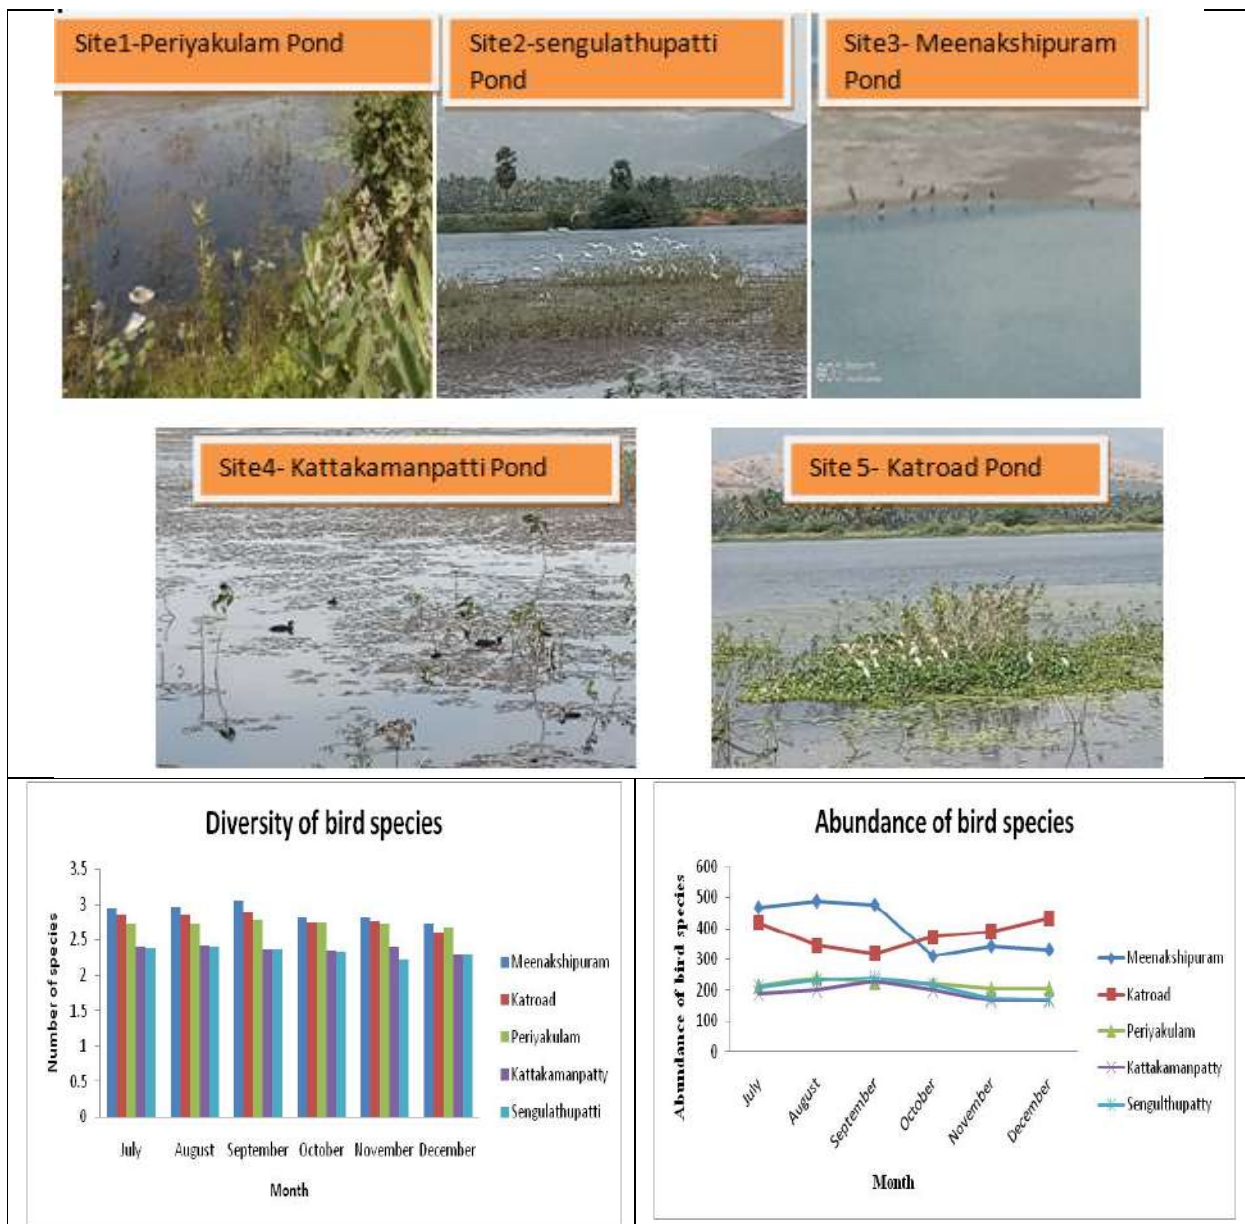 Site1-Periyakulam Pond
Site2-sengulathupatti
Pond
Site3- Meenakshipuram
Pond
Site4- Kattakamanpatti Pond
Site 5- Katroad Pond
Diversity of bird species
Number of species
3.5
3
2.5
2
1.5
1
0.5
0
July August September October November December
Month
Meenakshipuram
Katroad
Periyakulam
Kattakamanpatty
Sengulathupatti
Abundance of bird species
Abundance of bird species
600
500
400
300
200
100
0
July
August
September
October
November
December
Month
Meenakshipuram
Katroad
Periyakulam
Kattakamanpatty
Sengulthupatty